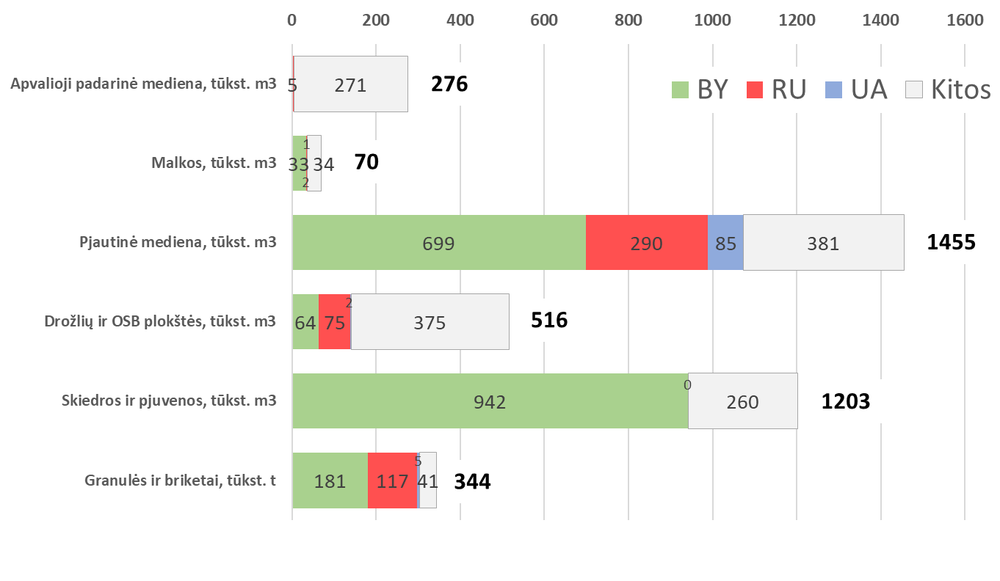 0 200 400 600 800 1000 1200 1400 1600
Apvalioji padarinė mediena, tūkst. m3 5 271 276
BY RU UA Kitos
1
Malkos, tūkst. m3 33 34 70
2
Pjautinė mediena, tūkst. m3 699 290 85 381 1455
2
Drožlių ir OSB plokštės, tūkst. m3 64 75 375 516
0
Skiedros ir pjuvenos, tūkst. m3 942 260 1203
5
Granulės ir briketai, tūkst. t 181 117 41 344